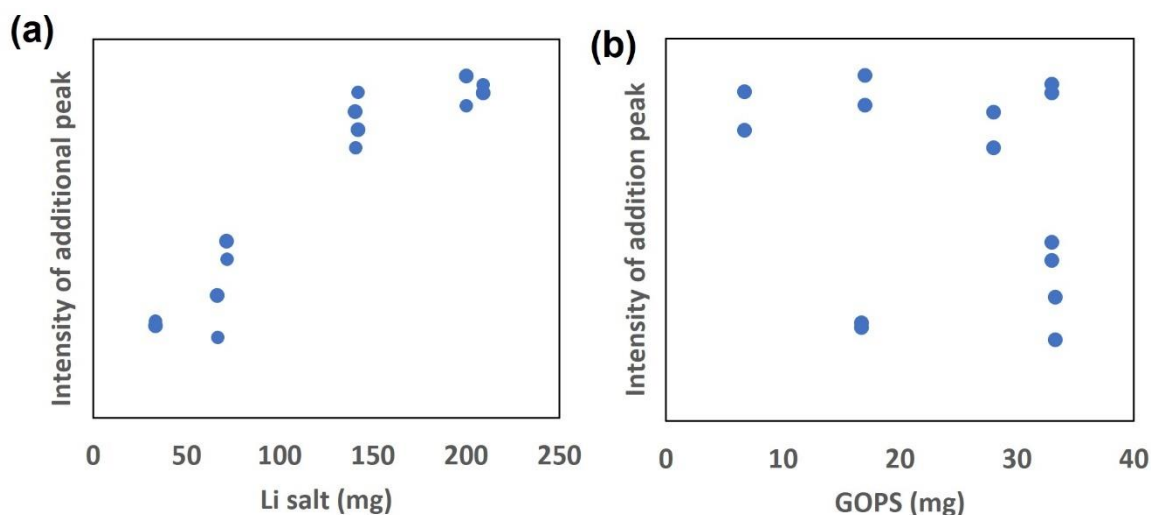 (a)
Intensity of additional peak
0 50 100 150 200 250
Li salt (mg)
(b)
Intensity of addition peak
0 10 20 30 40
GOPS (mg)